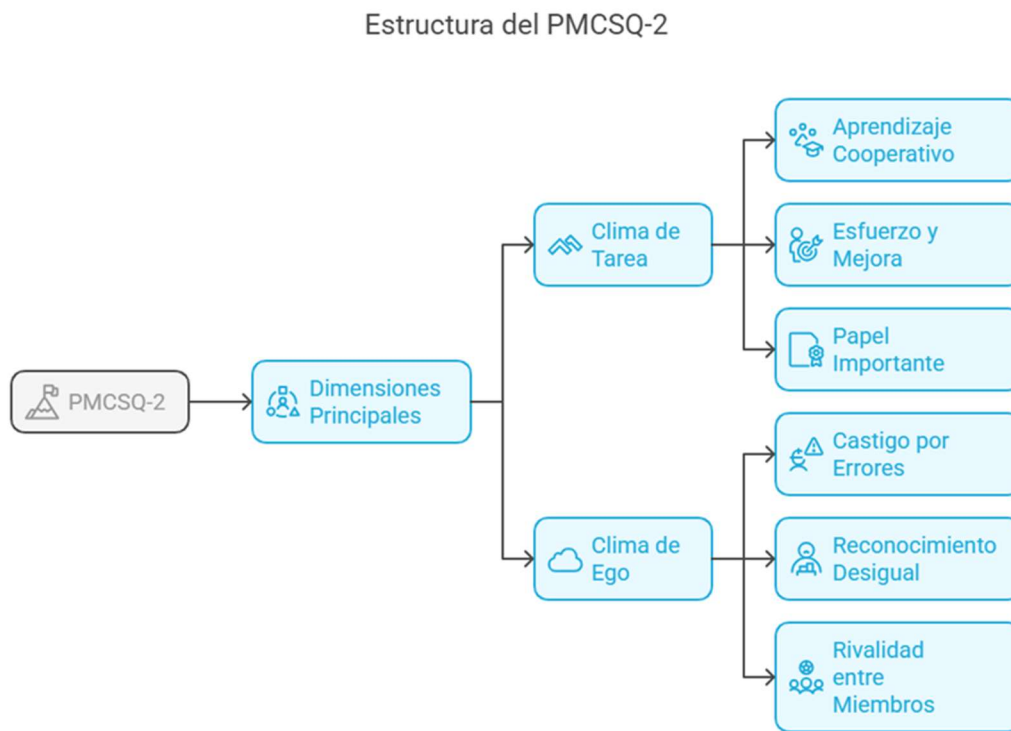 Estructura del PMCSQ-2
PMCSQ-2
Dimensiones
Principales
Clima de
Tarea
Aprendizaje
Cooperativo
Esfuerzo y
Mejora
Papel
Importante
Clima de
Ego
Castigo por
Errores
Reconocimiento
Desigual
Rivalidad
entre
Miembros